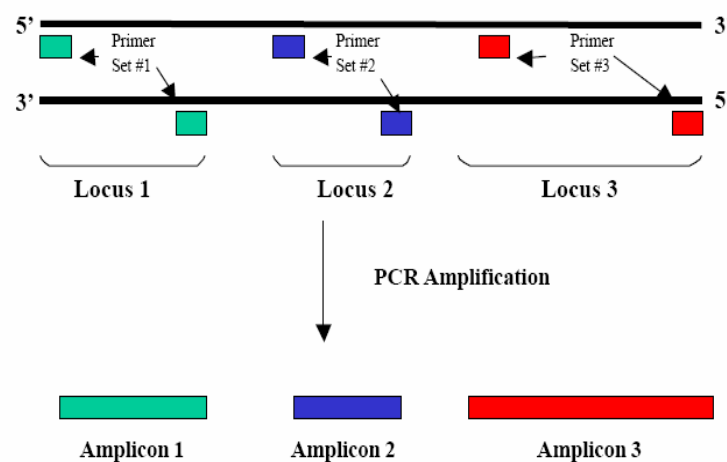 5’ 3
Primer Set #1
Primer Set #2
Primer Set #3
3’ 5
Locus 1 Locus 2 Locus 3
PCR Amplification
Amplicon 1 Amplicon 2 Amplicon 3